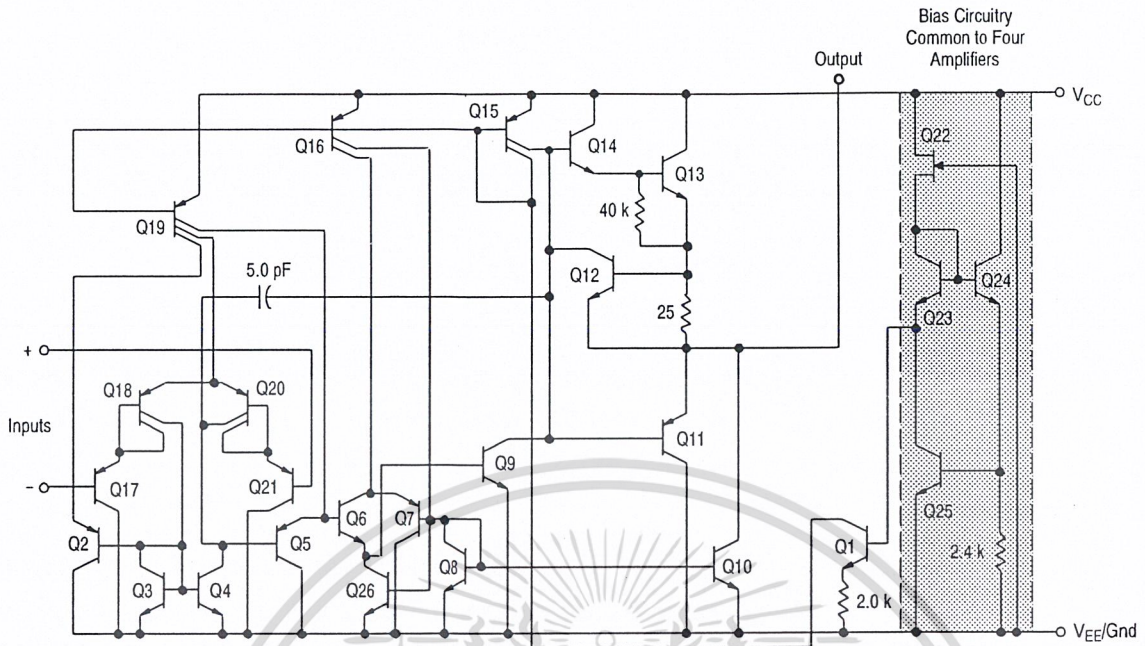 Bias Circuitry
Common to Four
Amplifiers
Output
VCC
Q15
Q22
Q16
Q14
Q13
Q19
40 k
Q12
Q24
5.0 pF
25
Q23
+
Q18
Q20
Inputs
Q11
Q9
-
Q17
Q21
Q6
Q7
Q25
Q2
Q5
Q1
2.4 k
Q3
Q4
Q26
Q8
Q10
2.0 k
VEE/Gnd